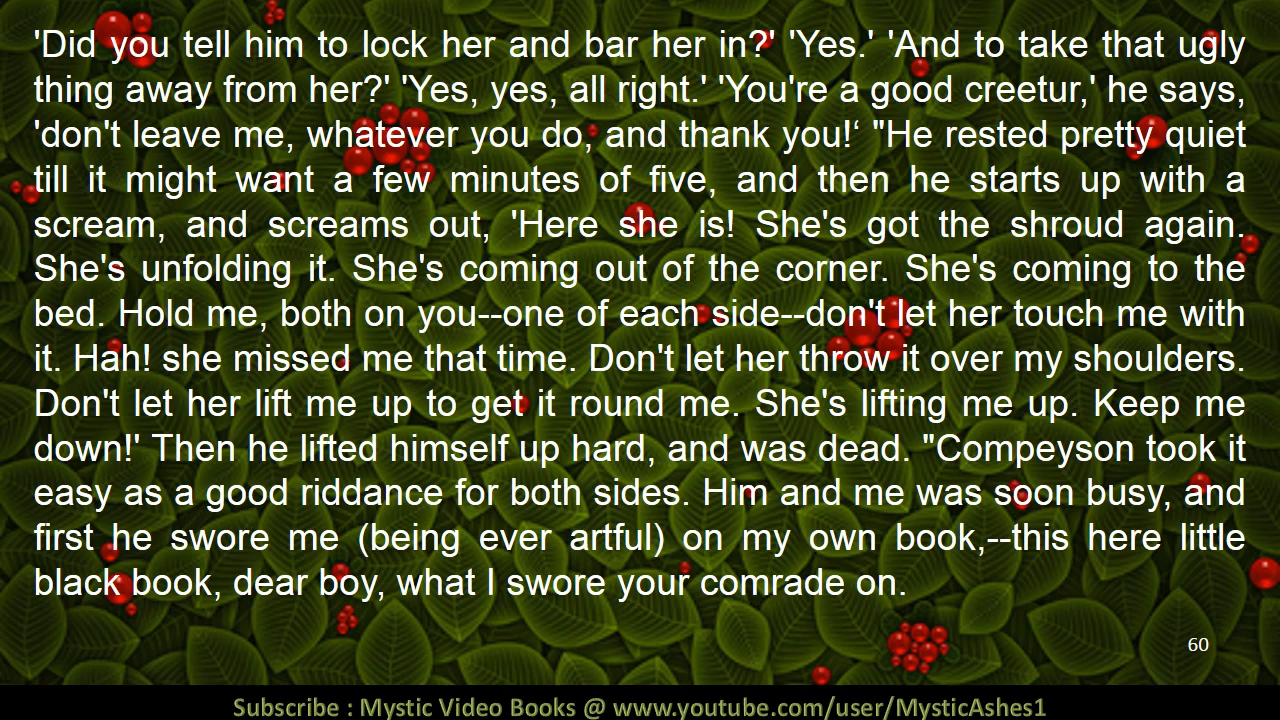 'Did you tell him to lock her and bar her in?' 'Yes.' 'And to take that ugly
thing away from her?' 'Yes, yes, all right.' 'You're a good creetur,' he says,
'don't leave me, whatever you do, and thank you!‘ "He rested pretty quiet
till it might want a few minutes of five, and then he starts up with a
scream, and screams out, 'Here she is! She's got the shroud again.
She's unfolding it. She's coming out of the corner. She's coming to the
bed. Hold me, both on you--one of each side--don't let her touch me with
it. Hah! she missed me that time. Don't let her throw it over my shoulders.
Don't let her lift me up to get it round me. She's lifting me up. Keep me
down!' Then he lifted himself up hard, and was dead. "Compeyson took it
easy as a good riddance for both sides. Him and me was soon busy, and
first he swore me (being ever artful) on my own book,--this here little
black book, dear boy, what I swore your comrade on.
60
Subscribe : Mystic Video Books @ www.youtube.com/user/MysticAshes1